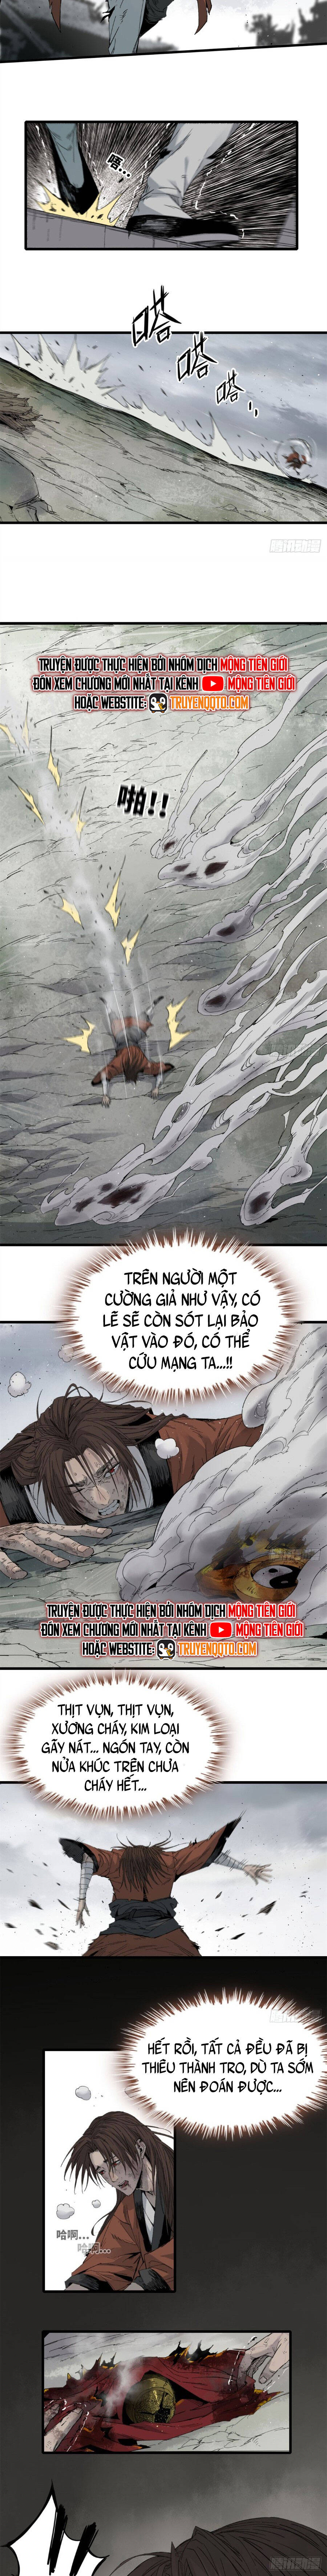 唔...
嗒
嗒
嗒
TRUYỆN ĐƯỢC THỰC HIỆN BỞI NHÓM DỊCH MỘNG TIÊN GIỚI
ĐÓN XEM CHƯƠNG MỚI NHẤT TẠI KÊNH MỘNG TIÊN GIỚI
HOẶC WEBSITE: TRUYENQQTO.COM
啪!!
TRÊN NGƯỜI MỘT
CƯỜNG GIẢ NHƯ VẬY, CÓ
LẼ SẼ CÒN SÓT LẠI BẢO
VẬT VÀO ĐÓ, CÓ THỂ
CỨU MẠNG TA...!!
TRUYỆN ĐƯỢC THỰC HIỆN BỞI NHÓM DỊCH MỘNG TIÊN GIỚI
ĐÓN XEM CHƯƠNG MỚI NHẤT TẠI KÊNH MỘNG TIÊN GIỚI
HOẶC WEBSITE: TRUYENQQTO.COM
THỊT VỤN, THỊT VỤN,
XƯƠNG CHÁY, KIM LOẠI
GÃY NÁT... NGÓN TAY, CÒN
NỬA KHÚC TRÊN CHƯA
CHÁY HẾT...
HẾT RỒI, TẤT CẢ ĐỀU ĐÃ BỊ
THIÊU THÀNH TRO, DÙ TA SỚM
NÊN ĐOÁN ĐƯỢC...
哈啊...
哈啊...